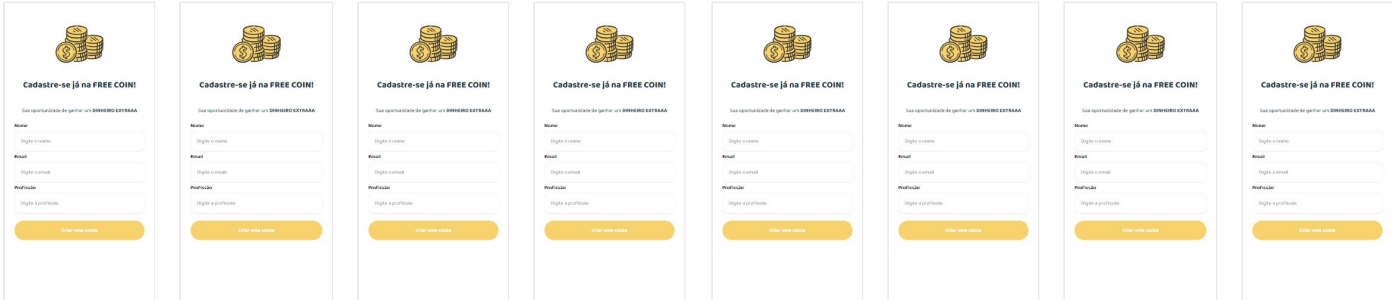 Cadastre-se já na FREE COIN!
Sua oportunidade de ganhar um DINHEIRO EXTRAAA
Nome
Digite o nome
Email
Digite o email
Profissão
Digite a profissão
Criar uma conta
Cadastre-se já na FREE COIN!
Sua oportunidade de ganhar um DINHEIRO EXTRAAA
Nome
Digite o nome
Email
Digite o email
Profissão
Digite a profissão
Criar uma conta
Cadastre-se já na FREE COIN!
Sua oportunidade de ganhar um DINHEIRO EXTRAAA
Nome
Digite o nome
Email
Digite o email
Profissão
Digite a profissão
Criar uma conta
Cadastre-se já na FREE COIN!
Sua oportunidade de ganhar um DINHEIRO EXTRAAA
Nome
Digite o nome
Email
Digite o email
Profissão
Digite a profissão
Criar uma conta
Cadastre-se já na FREE COIN!
Sua oportunidade de ganhar um DINHEIRO EXTRAAA
Nome
Digite o nome
Email
Digite o email
Profissão
Digite a profissão
Criar uma conta
Cadastre-se já na FREE COIN!
Sua oportunidade de ganhar um DINHEIRO EXTRAAA
Nome
Digite o nome
Email
Digite o email
Profissão
Digite a profissão
Criar uma conta
Cadastre-se já na FREE COIN!
Sua oportunidade de ganhar um DINHEIRO EXTRAAA
Nome
Digite o nome
Email
Digite o email
Profissão
Digite a profissão
Criar uma conta
Cadastre-se já na FREE COIN!
Sua oportunidade de ganhar um DINHEIRO EXTRAAA
Nome
Digite o nome
Email
Digite o email
Profissão
Digite a profissão
Criar uma conta